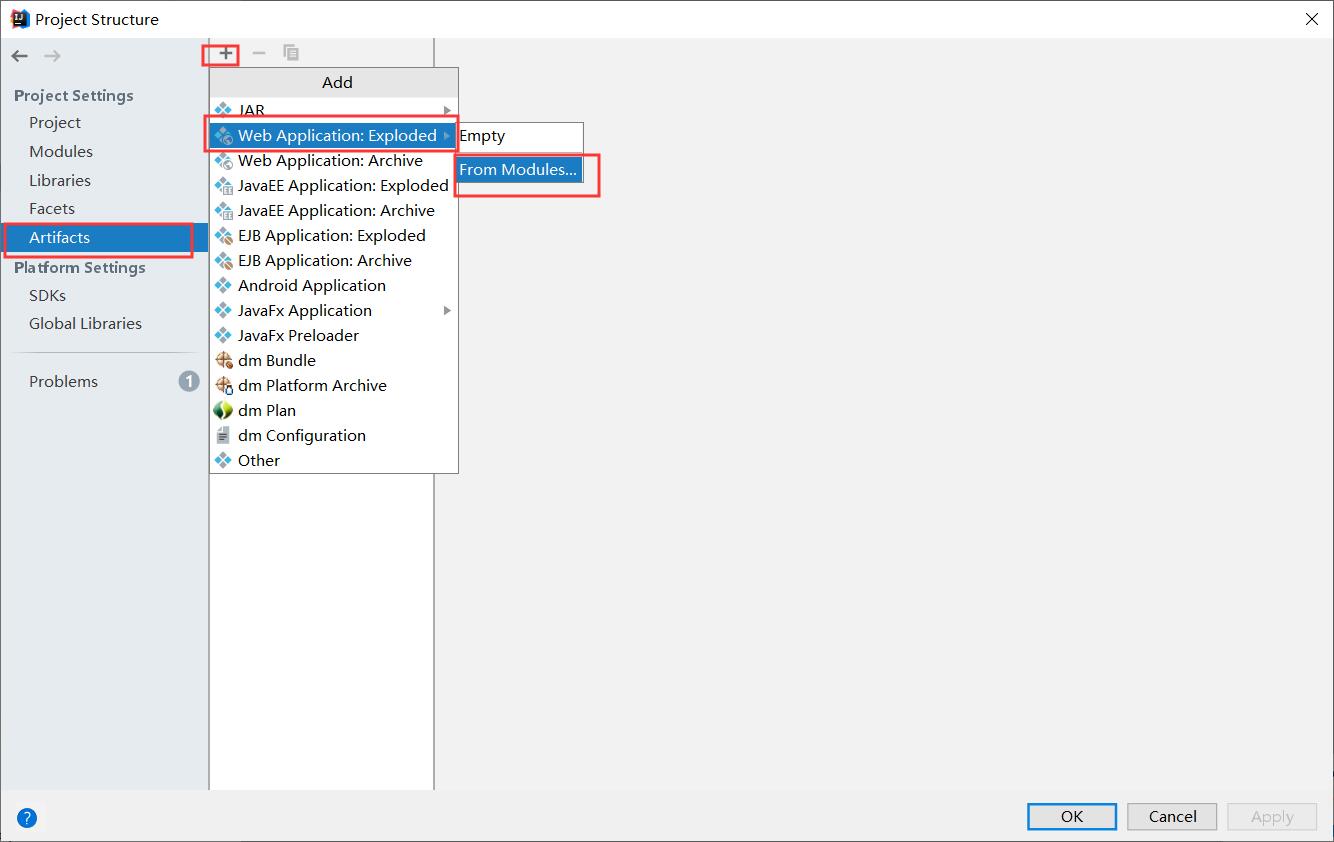 Project Structure
Project Settings
Project
Modules
Libraries
Facets
Artifacts
Platform Settings
SDKs
Global Libraries
Problems
1
Add
JAR
Web Application: Exploded
Web Application: Archive
JavaEE Application: Exploded
JavaEE Application: Archive
EJB Application: Exploded
EJB Application: Archive
Android Application
JavaFx Application
JavaFx Preloader
dm Bundle
dm Platform Archive
dm Plan
dm Configuration
Other
Empty
From Modules...
?
OK
Cancel
Apply